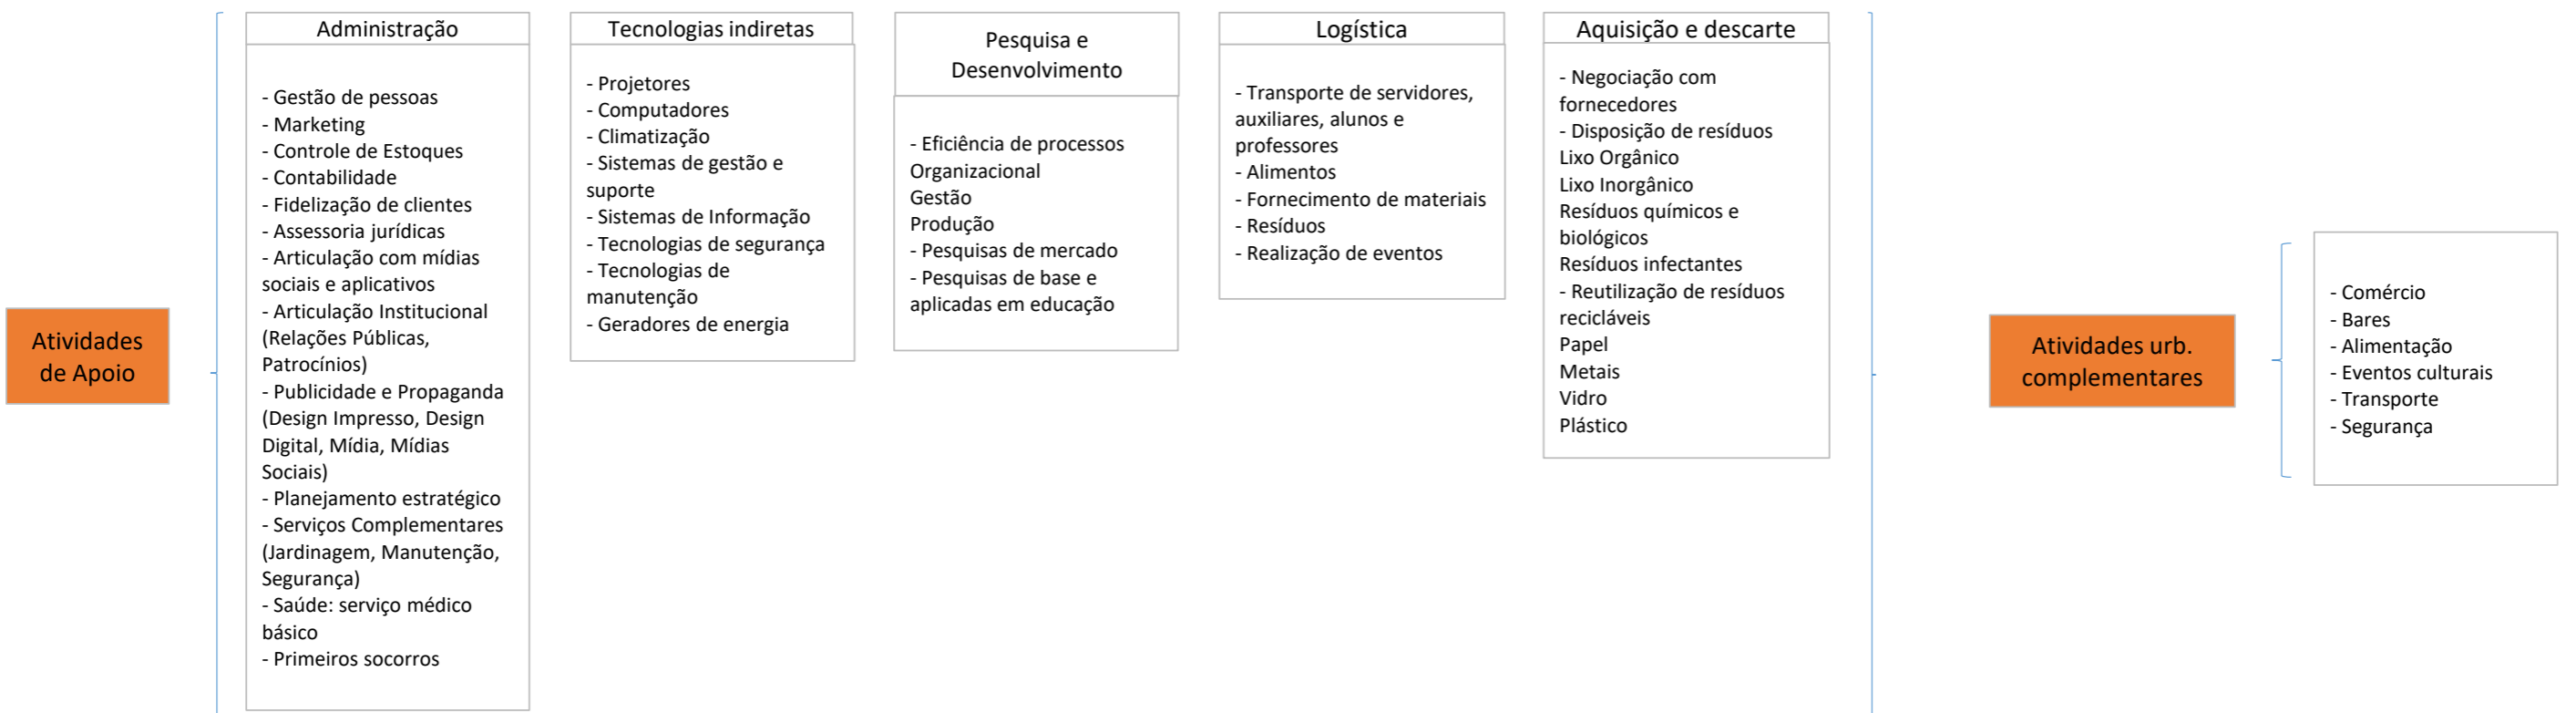 Atividades
de Apoio
Administração
- Gestão de pessoas
- Marketing
- Controle de Estoques
- Contabilidade
- Fidelização de clientes
- Assessoria jurídicas
- Articulação com mídias
sociais e aplicativos
- Articulação Institucional
(Relações Públicas,
Patrocínios)
- Publicidade e Propaganda
(Design Impresso, Design
Digital, Mídia, Mídias
Sociais)
- Planejamento estratégico
- Serviços Complementares
(Jardinagem, Manutenção,
Segurança)
- Saúde: serviço médico
básico
- Primeiros socorros
Tecnologias indiretas
- Projetores
- Computadores
- Climatização
- Sistemas de gestão e
suporte
- Sistemas de Informação
- Tecnologias de segurança
- Tecnologias de
manutenção
- Geradores de energia
Pesquisa e
Desenvolvimento
- Eficiência de processos
Organizacional
Gestão
Produção
- Pesquisas de mercado
- Pesquisas de base e
aplicadas em educação
Logística
- Transporte de servidores,
auxiliares, alunos e
professores
- Alimentos
- Fornecimento de materiais
- Resíduos
- Realização de eventos
Aquisição e descarte
- Negociação com
fornecedores
- Disposição de resíduos
Lixo Orgânico
Lixo Inorgânico
Resíduos químicos e
biológicos
Resíduos infectantes
- Reutilização de resíduos
recicláveis
Papel
Metais
Vidro
Plástico
Atividades urb.
complementares
- Comércio
- Bares
- Alimentação
- Eventos culturais
- Transporte
- Segurança